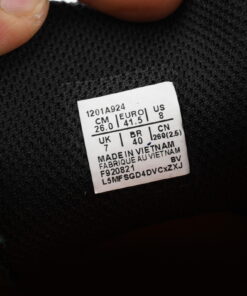 1201A924
CM EURO US
26.0 41.5 8
UK BR CN
7 40 260(2.5)
MADE IN VIETNAM
FABRIQUE AU VIETNAM
F920821 BV
L5MFSGD4DVCxZXJ